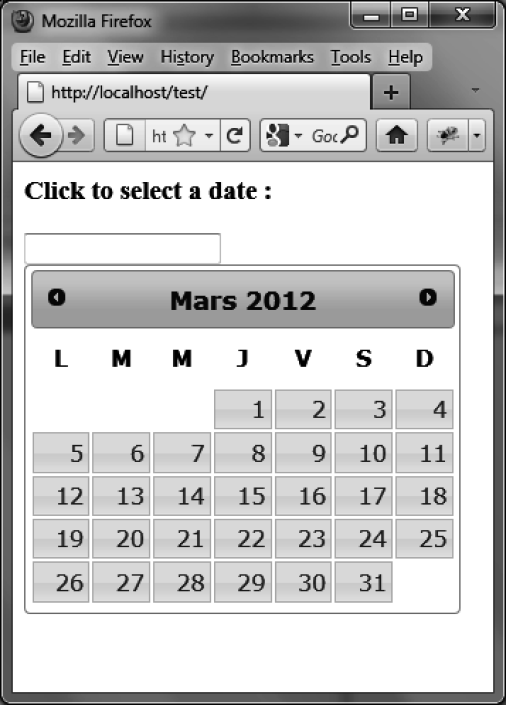 Mozilla Firefox
File Edit View History Bookmarks Tools Help
http://localhost/test/
ht Goo
Click to select a date :
Mars 2012
L M M J V S D
1 2 3 4
5 6 7 8 9 10 11
12 13 14 15 16 17 18
19 20 21 22 23 24 25
26 27 28 29 30 31